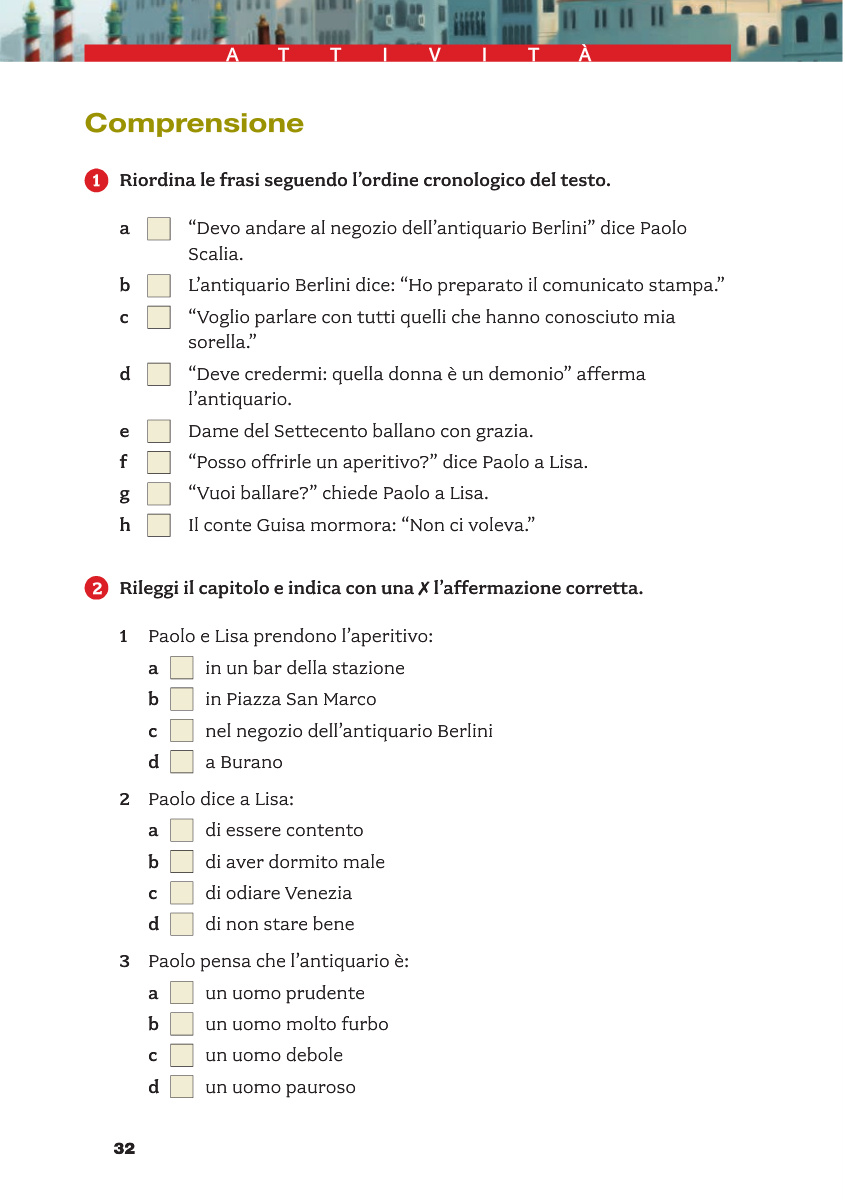 ATTIVITÀ
Comprensione
1 Riordina le frasi seguendo l’ordine cronologico del testo.
a “Devo andare al negozio dell’antiquario Berlini” dice Paolo
Scalia.
b L’antiquario Berlini dice: “Ho preparato il comunicato stampa.”
c “Voglio parlare con tutti quelli che hanno conosciuto mia
sorella.”
d “Deve credermi: quella donna è un demonio” afferma
l’antiquario.
e Dame del Settecento ballano con grazia.
f “Posso offrirle un aperitivo?” dice Paolo a Lisa.
g “Vuoi ballare?” chiede Paolo a Lisa.
h Il conte Guisa mormora: “Non ci voleva.”
2 Rileggi il capitolo e indica con una ✗ l’affermazione corretta.
1 Paolo e Lisa prendono l’aperitivo:
a in un bar della stazione
b in Piazza San Marco
c nel negozio dell’antiquario Berlini
d a Burano
2 Paolo dice a Lisa:
a di essere contento
b di aver dormito male
c di odiare Venezia
d di non stare bene
3 Paolo pensa che l’antiquario è:
a un uomo prudente
b un uomo molto furbo
c un uomo debole
d un uomo pauroso
32